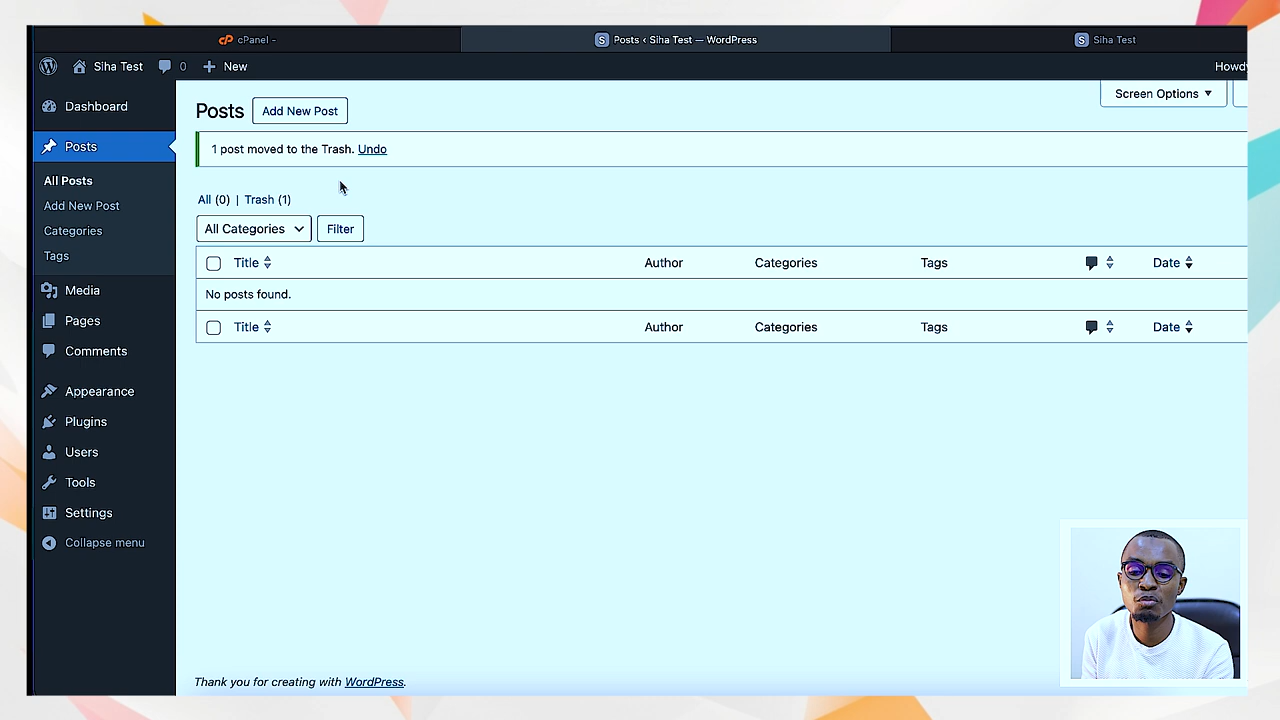 cPanel -
Posts ‹ Siha Test — WordPress
Siha Test
Siha Test 0 New
Howdy
Dashboard
Posts
All Posts
Add New Post
Categories
Tags
Media
Pages
Comments
Appearance
Plugins
Users
Tools
Settings
Collapse menu
Screen Options
Posts Add New Post
1 post moved to the Trash. Undo
All (0) | Trash (1)
All Categories Filter
Title Author Categories Tags Date
No posts found.
Title Author Categories Tags Date
Thank you for creating with WordPress.